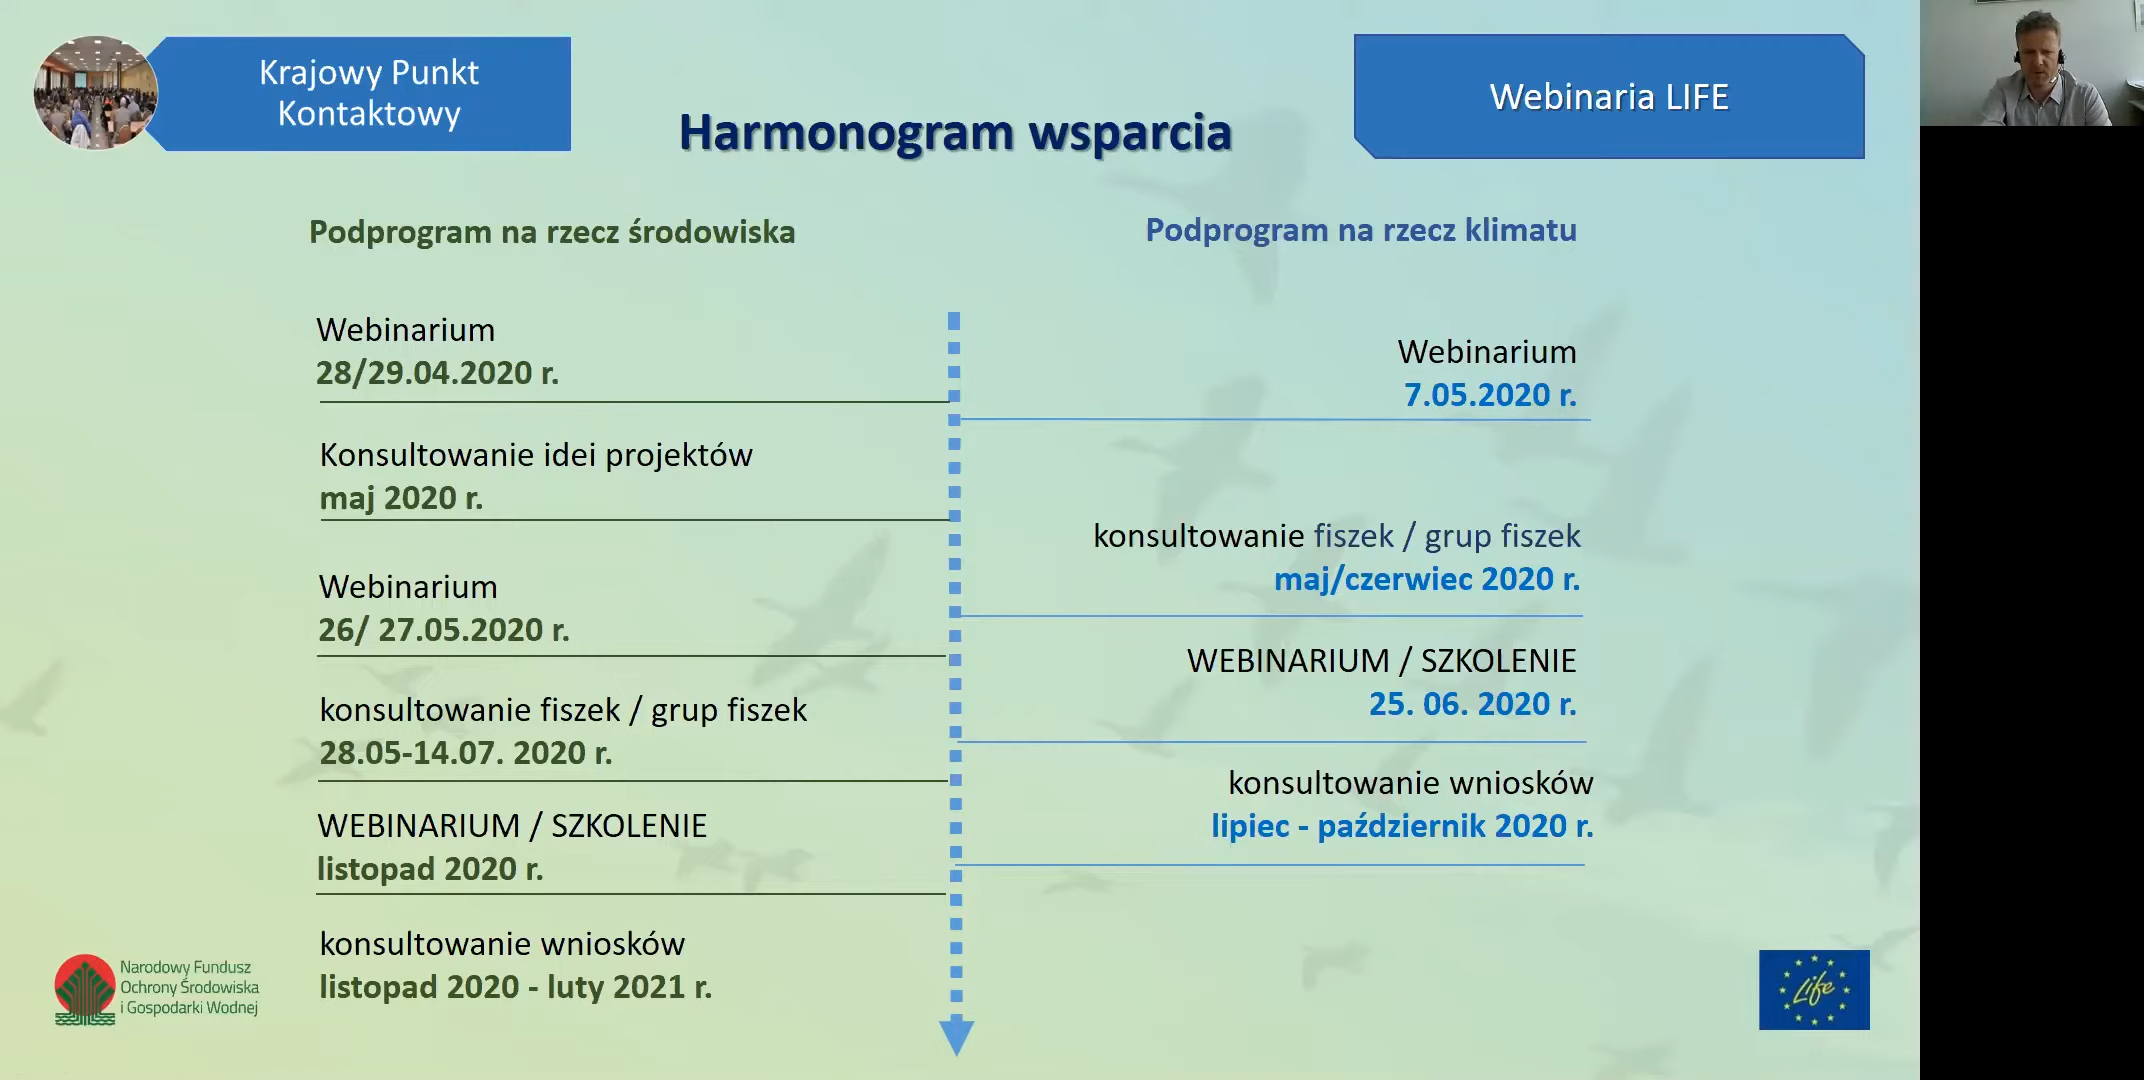 Krajowy Punkt
Kontaktowy
Harmonogram wsparcia
Webinaria LIFE
Podprogram na rzecz środowiska
Webinarium
28/29.04.2020 r.
Konsultowanie idei projektów
maj 2020 r.
Webinarium
26/ 27.05.2020 r.
konsultowanie fiszek / grup fiszek
28.05-14.07. 2020 r.
WEBINARIUM / SZKOLENIE
listopad 2020 r.
konsultowanie wniosków
listopad 2020 - luty 2021 r.
Podprogram na rzecz klimatu
Webinarium
7.05.2020 r.
konsultowanie fiszek / grup fiszek
maj/czerwiec 2020 r.
WEBINARIUM / SZKOLENIE
25. 06. 2020 r.
konsultowanie wniosków
lipiec - październik 2020 r.
Narodowy Fundusz
Ochrony Środowiska
i Gospodarki Wodnej
Life